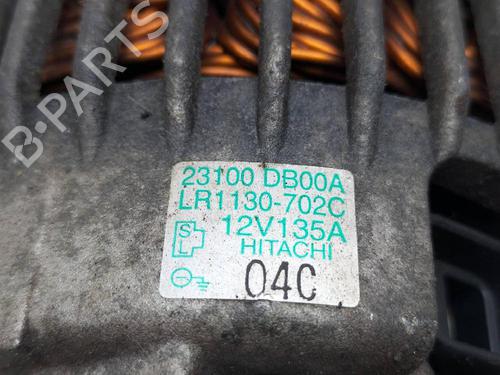 B-PARTS
23100 DB00A
LR1130-702C
12V135A
HITACHI
S
L
04C